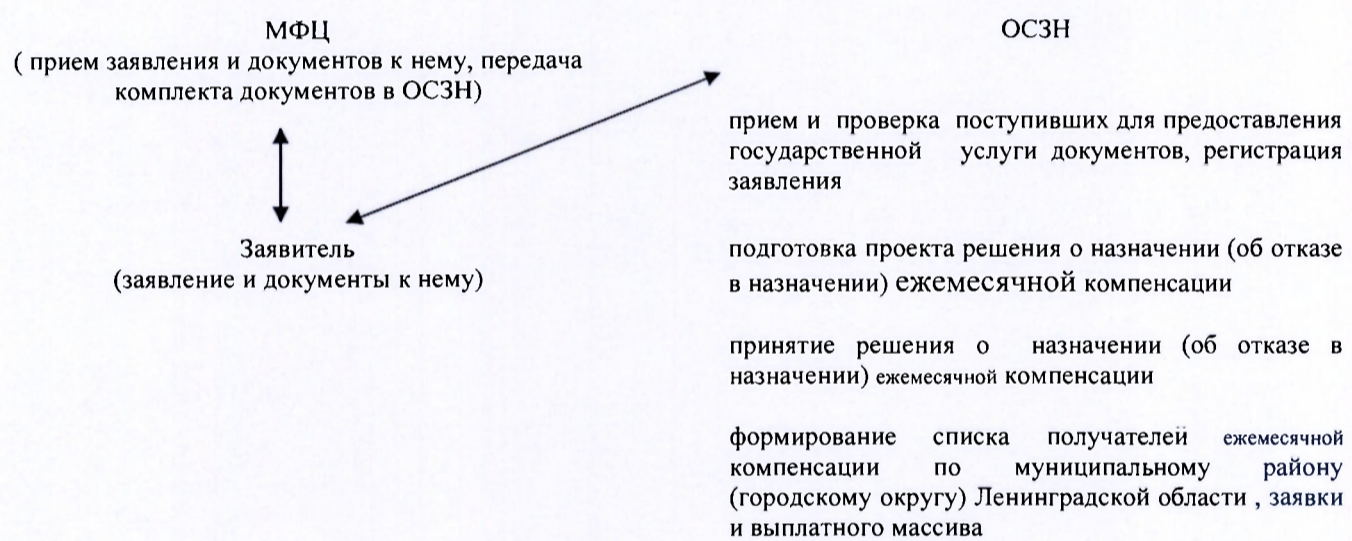 МФЦ
( прием заявления и документов к нему, передача
комплекта документов в ОСЗН)
Заявитель
(заявление и документы к нему)
ОСЗН
прием и проверка поступивших для предоставления
государственной услуги документов, регистрация
заявления
подготовка проекта решения о назначении (об отказе
в назначении) ежемесячной компенсации
принятие решения о назначении (об отказе в
назначении) ежемесячной компенсации
формирование списка получателей ежемесячной
компенсации по муниципальному району
(городскому округу) Ленинградской области , заявки
и выплатного массива